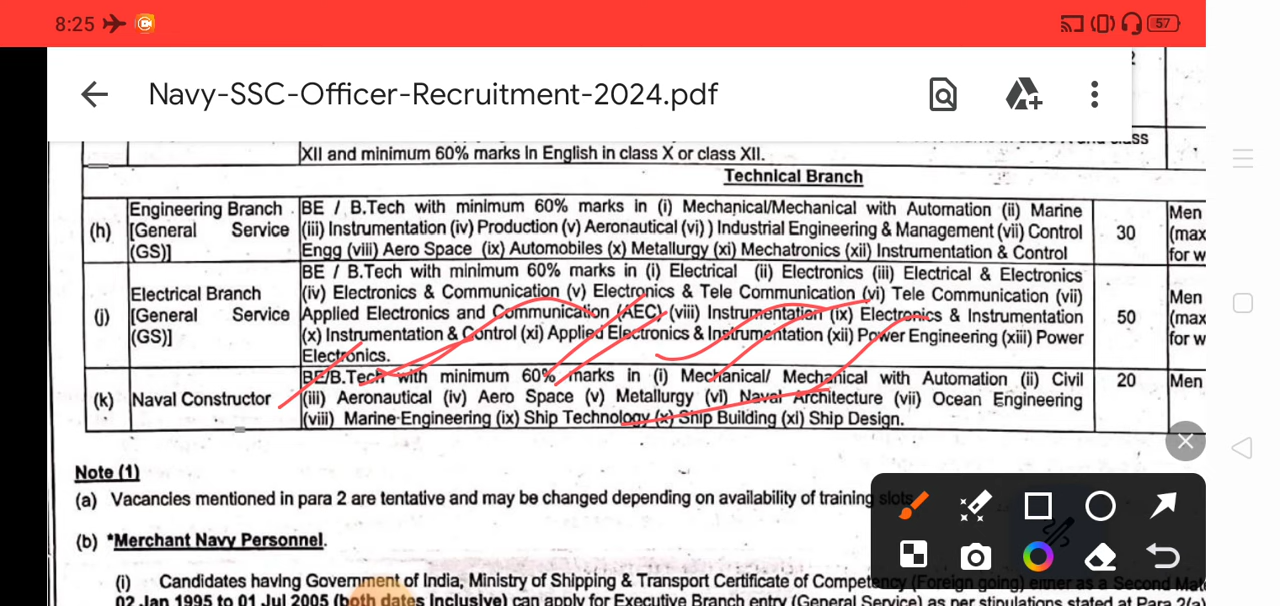 8:25
57
Navy-SSC-Officer-Recruitment-2024.pdf
XII and minimum 60% marks in English in class X or class XII.
Technical Branch
(h) Engineering Branch [General Service (GS)]
BE / B.Tech with minimum 60% marks in (i) Mechanical/Mechanical with Automation (ii) Marine
(iii) Instrumentation (iv) Production (v) Aeronautical (vi) ) Industrial Engineering & Management (vii) Control
Engg (viii) Aero Space (ix) Automobiles (x) Metallurgy (xi) Mechatronics (xii) Instrumentation & Control
30
Men
(max
for w
(j) Electrical Branch [General Service (GS)]
BE / B.Tech with minimum 60% marks in (i) Electrical (ii) Electronics (iii) Electrical & Electronics
(iv) Electronics & Communication (v) Electronics & Tele Communication (vi) Tele Communication (vii)
Applied Electronics and Communication (AEC) (viii) Instrumentation (ix) Electronics & Instrumentation
(x) Instrumentation & Control (xi) Applied Electronics & Instrumentation (xii) Power Engineering (xiii) Power
Electronics.
50
Men
(max
for w
(k) Naval Constructor
BE/B.Tech with minimum 60% marks in (i) Mechanical/ Mechanical with Automation (ii) Civil
(iii) Aeronautical (iv) Aero Space (v) Metallurgy (vi) Naval Architecture (vii) Ocean Engineering
(viii) Marine-Engineering (ix) Ship Technology (x) Ship Building (xi) Ship Design.
20
Men
Note (1)
(a) Vacancies mentioned in para 2 are tentative and may be changed depending on availability of training slots
(b) *Merchant Navy Personnel.
(i) Candidates having Government of India, Ministry of Shipping & Transport Certificate of Competency (Foreign going) as a Second Mat
02 Jan 1995 to 01 Jul 2005 (both dates inclusive) can apply for Executive Branch entry (General Service) as per stipulations stated at Para 2(a)